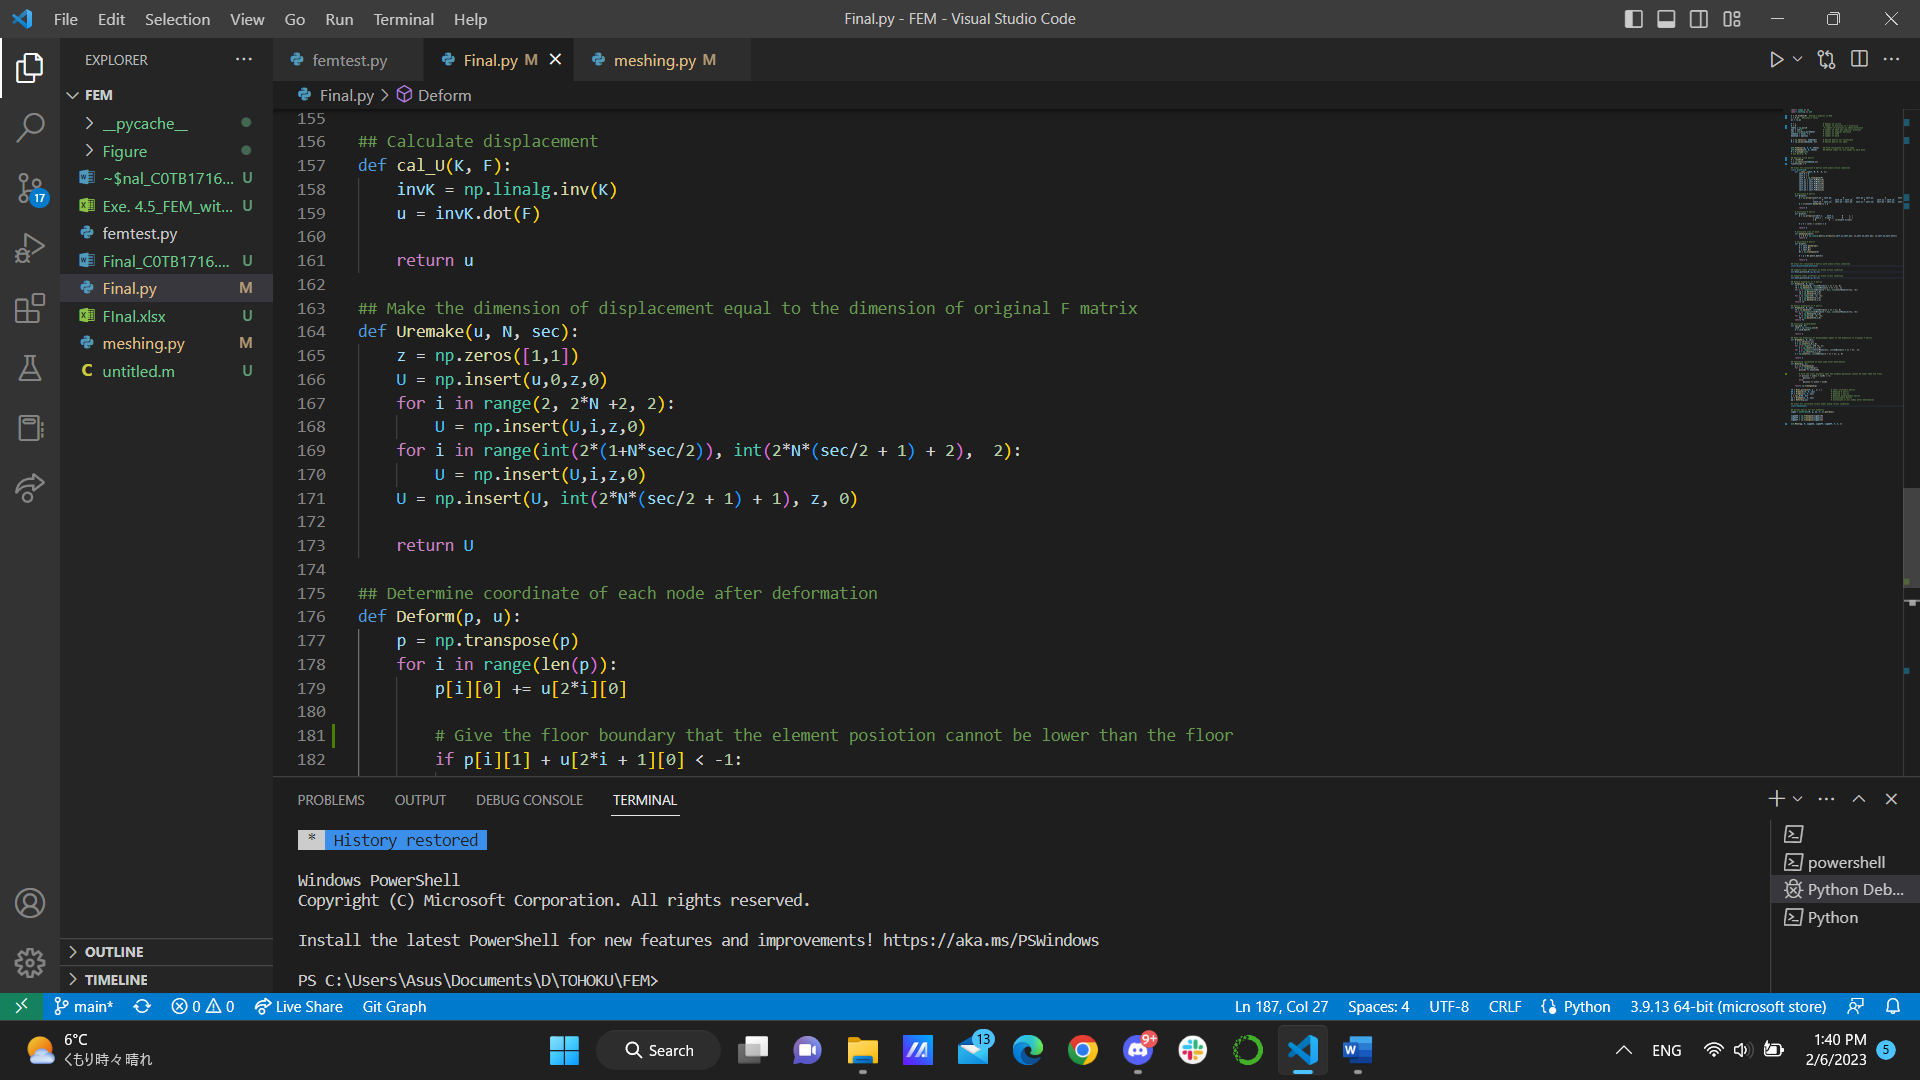 File Edit Selection View Go Run Terminal Help
Final.py - FEM - Visual Studio Code
EXPLORER
FEM
__pycache__
Figure
~$nal_C0TB1716... U
Exe. 4.5_FEM_wit... U
femtest.py
Final_C0TB1716.... U
Final.py M
FInal.xlsx U
meshing.py M
untitled.m U
OUTLINE
TIMELINE
17
femtest.py
Final.py M
meshing.py M
Final.py > Deform
155
156 ## Calculate displacement
157 def cal_U(K, F):
158 invK = np.linalg.inv(K)
159 u = invK.dot(F)
160
161 return u
162
163 ## Make the dimension of displacement equal to the dimension of original F matrix
164 def Uremake(u, N, sec):
165 z = np.zeros([1,1])
166 U = np.insert(u,0,z,0)
167 for i in range(2, 2*N +2, 2):
168 U = np.insert(U,i,z,0)
169 for i in range(int(2*(1+N*sec/2)), int(2*N*(sec/2 + 1) + 2),  2):
170 U = np.insert(U,i,z,0)
171 U = np.insert(U, int(2*N*(sec/2 + 1) + 1), z, 0)
172
173 return U
174
175 ## Determine coordinate of each node after deformation
176 def Deform(p, u):
177 p = np.transpose(p)
178 for i in range(len(p)):
179 p[i][0] += u[2*i][0]
180
181 # Give the floor boundary that the element posiotion cannot be lower than the floor
182 if p[i][1] + u[2*i + 1][0] < -1:
PROBLEMS OUTPUT DEBUG CONSOLE TERMINAL
* History restored
Windows PowerShell
Copyright (C) Microsoft Corporation. All rights reserved.
Install the latest PowerShell for new features and improvements! https://aka.ms/PSWindows
PS C:\Users\Asus\Documents\D\TOHOKU\FEM>
powershell
Python Deb...
Python
main* 0 0 Live Share Git Graph
Ln 187, Col 27 Spaces: 4 UTF-8 CRLF Python 3.9.13 64-bit (microsoft store)
6°C
くもり時々晴れ
Search
13
9+
ENG
1:40 PM
2/6/2023
5